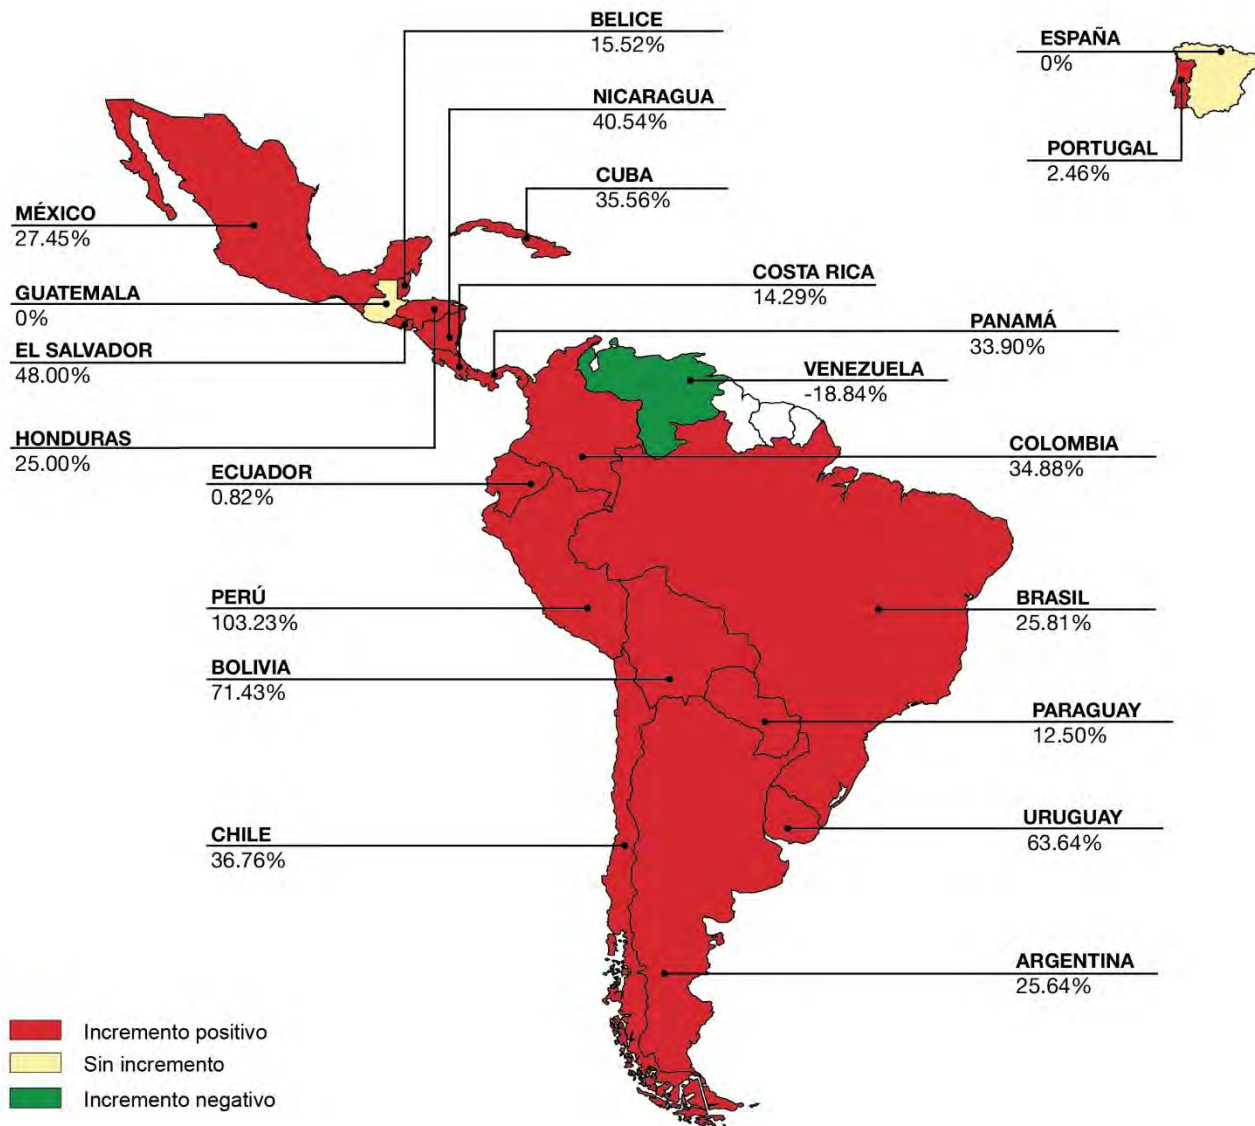 BELICE
15.52%
ESPAÑA
0%
NICARAGUA
40.54%
PORTUGAL
2.46%
CUBA
35.56%
MÉXICO
27.45%
COSTA RICA
14.29%
GUATEMALA
0%
PANAMÁ
33.90%
EL SALVADOR
48.00%
VENEZUELA
-18.84%
HONDURAS
25.00%
COLOMBIA
34.88%
ECUADOR
0.82%
PERÚ
103.23%
BRASIL
25.81%
BOLIVIA
71.43%
PARAGUAY
12.50%
URUGUAY
63.64%
CHILE
36.76%
ARGENTINA
25.64%
Incremento positivo
Sin incremento
Incremento negativo